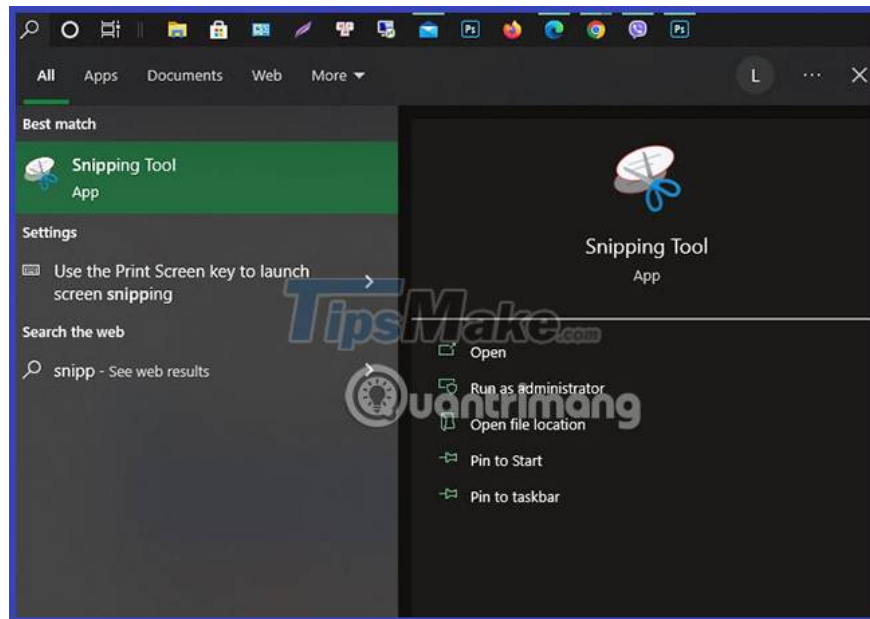 All Apps Documents Web More
L
Best match
Snipping Tool
App
Settings
Use the Print Screen key to launch
screen snipping
Search the web
snipp - See web results
Snipping Tool
App
Open
Run as administrator
Open file location
Pin to Start
Pin to taskbar
TipsMake.com
Quantrimang
Ps
Ps